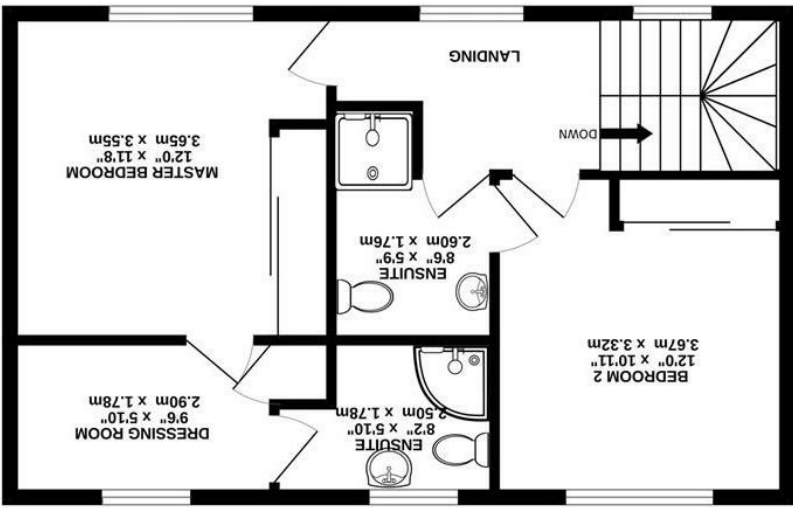 ENSUITE
8'2" x 5'10"
2.50m x 1.78m
DRESSING ROOM
9'6" x 5'10"
2.90m x 1.78m
BEDROOM 2
12'0" x 10'11"
3.67m x 3.32m
ENSUITE
8'6" x 5'9"
2.60m x 1.76m
MASTER BEDROOM
12'0" x 11'8"
3.65m x 3.55m
DOWN
LANDING